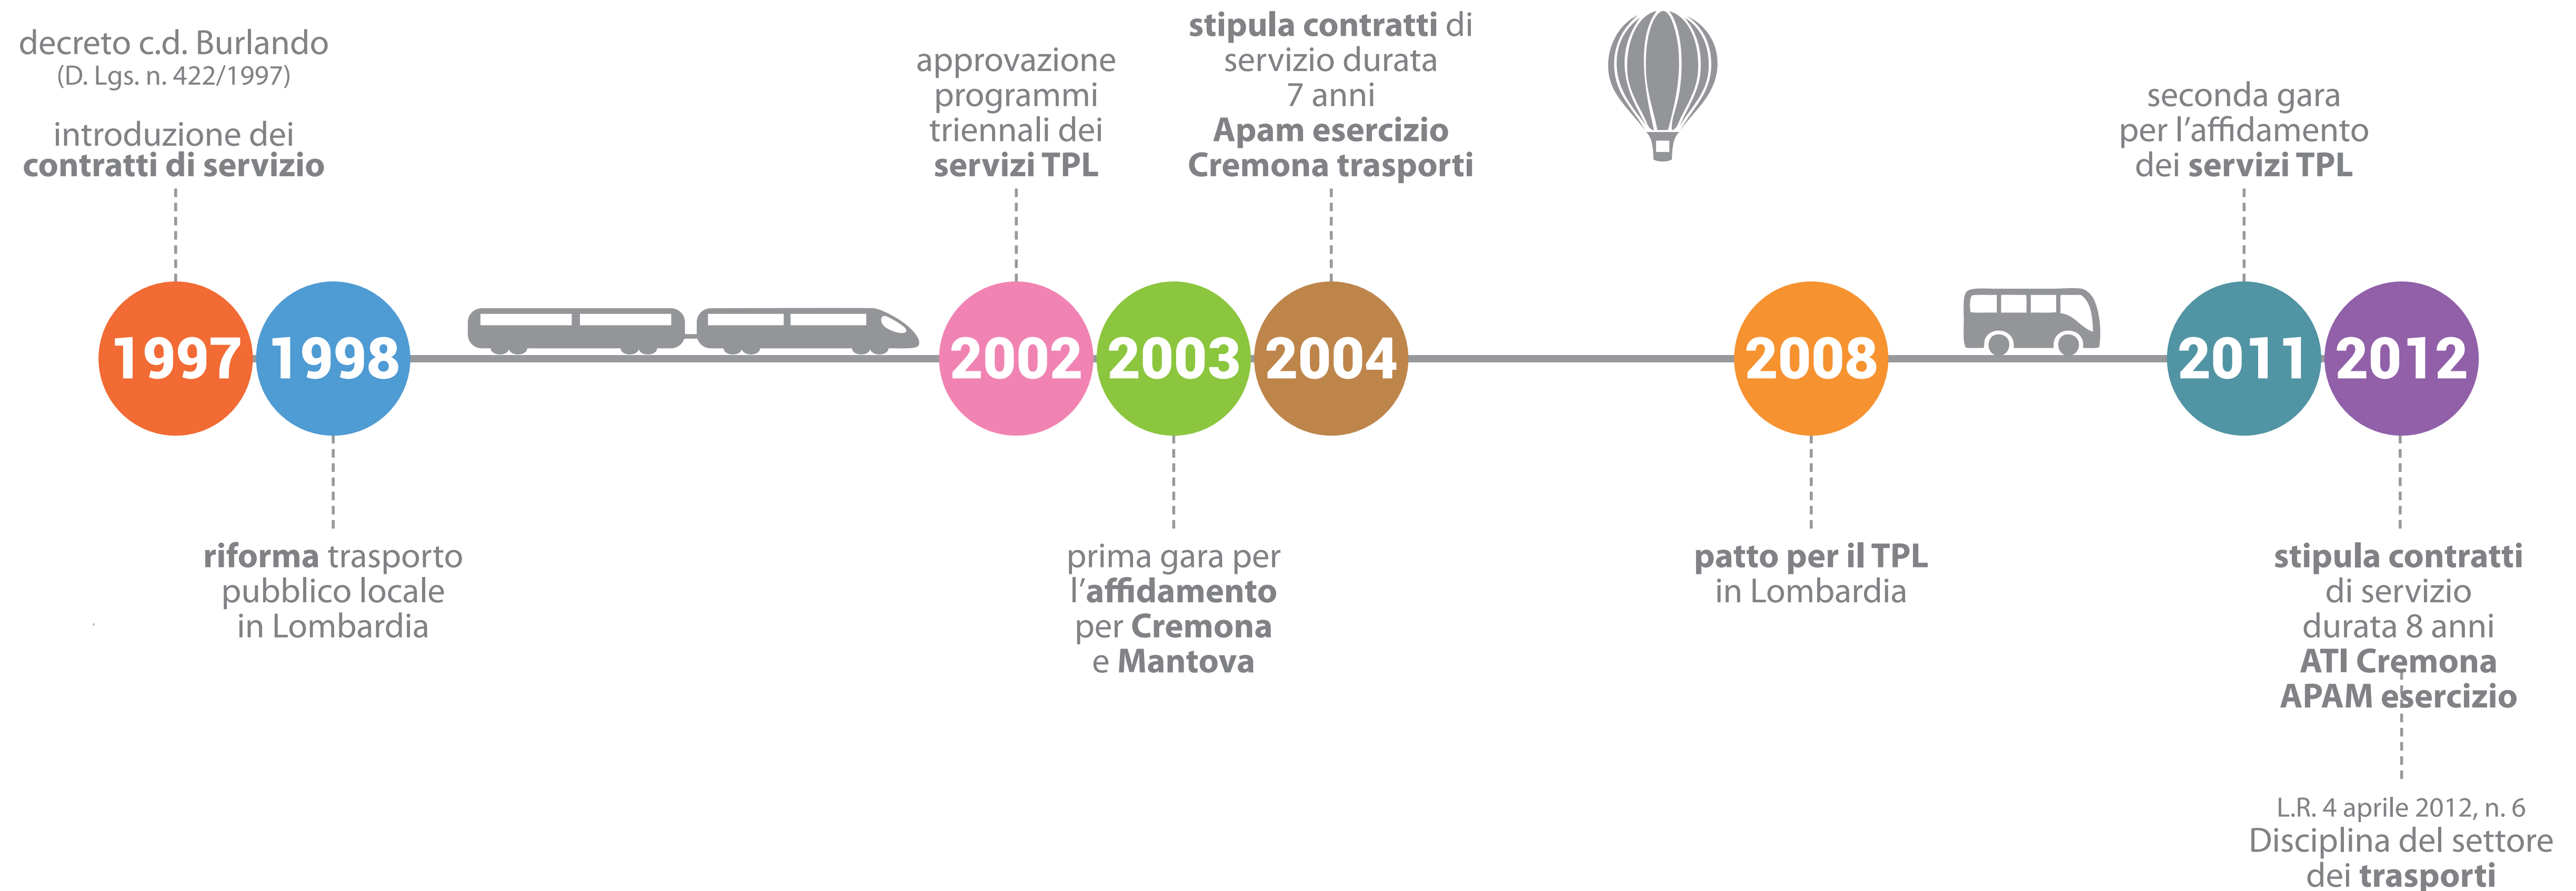 decreto c.d. Burlando
(D. Lgs. n. 422/1997)
introduzione dei
contratti di servizio
approvazione
programmi
triennali dei
servizi TPL
stipula contratti di
servizio durata
7 anni
Apam esercizio
Cremona trasporti
seconda gara
per l’affidamento
dei servizi TPL
1997
1998
2002
2003
2004
2008
2011
2012
riforma trasporto
pubblico locale
in Lombardia
prima gara per
l’affidamento
per Cremona
e Mantova
patto per il TPL
in Lombardia
stipula contratti
di servizio
durata 8 anni
ATI Cremona
APAM esercizio
L.R. 4 aprile 2012, n. 6
Disciplina del settore
dei trasporti